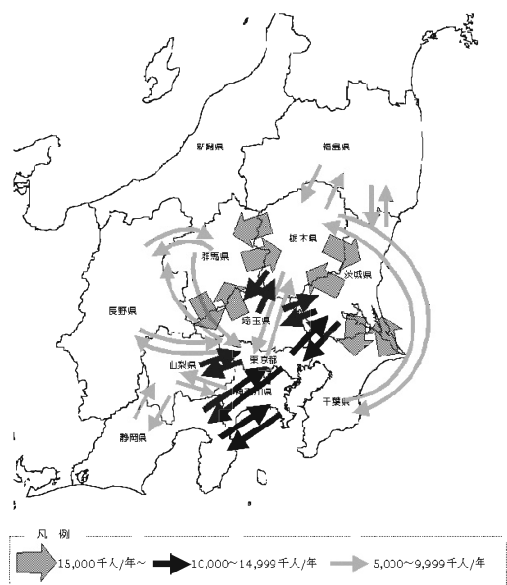 新潟県
福島県
栃木県
群馬県
茨城県
長野県
埼玉県
山梨県
東京都
神奈川県
千葉県
静岡県
凡 例
15,000千人/年~
10,000~14,999千人/年
5,000~9,999千人/年